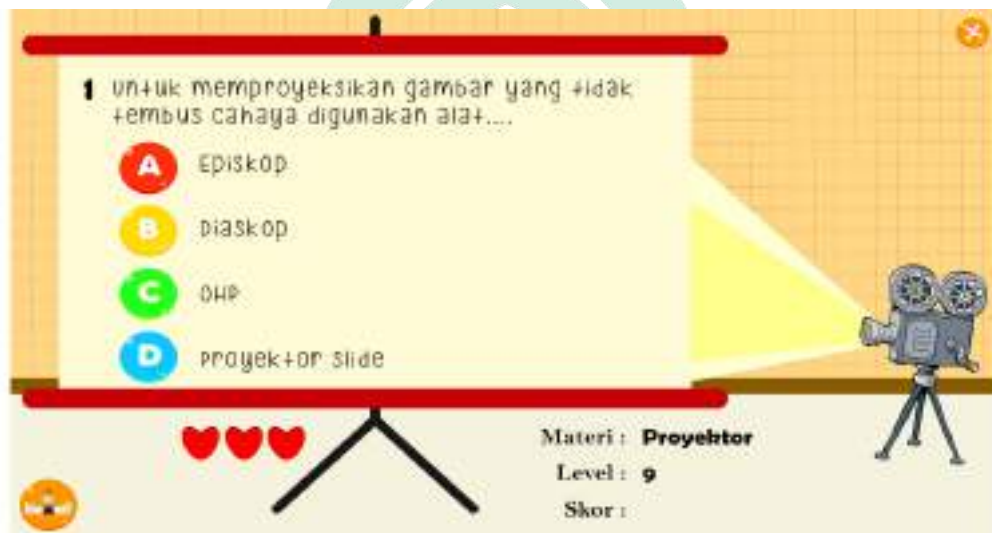 1 Untuk memproyeksikan gambar yang tidak
tembus cahaya digunakan alat....
A Episkop
B Diaskop
C OHP
D Proyektor Slide
Materi : Proyektor
Level : 9
Skor :